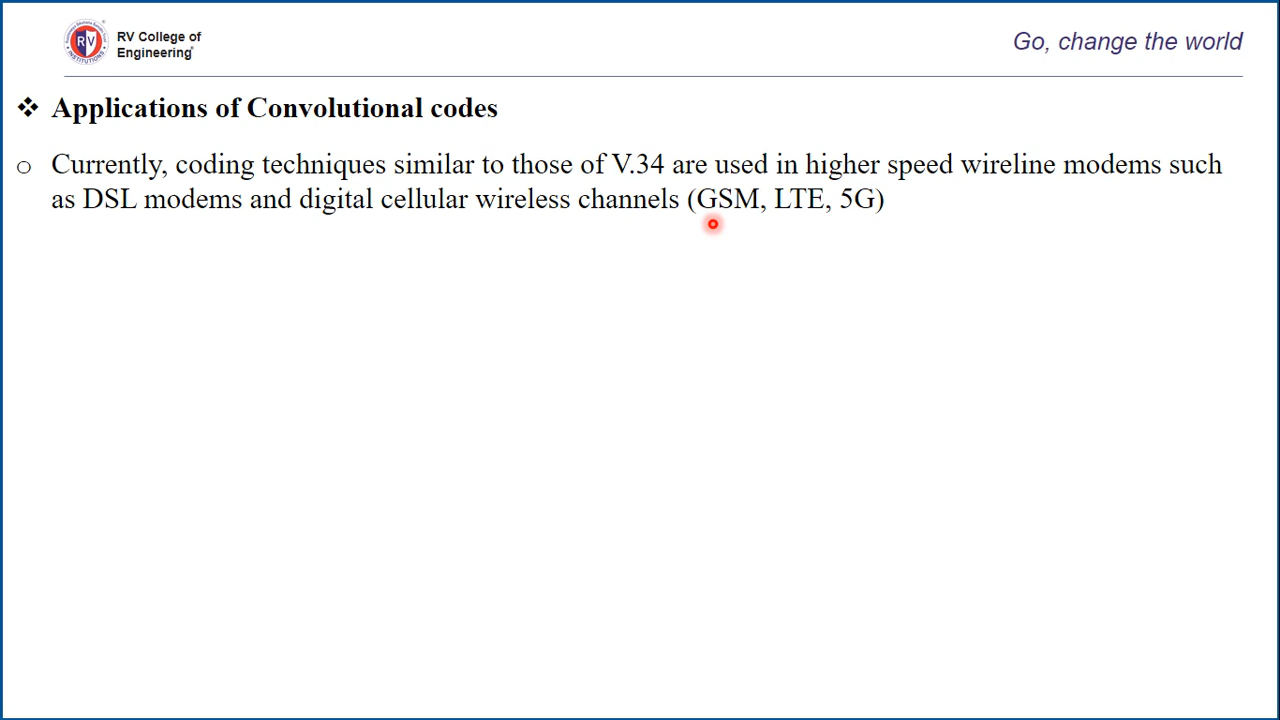 RV College of
Engineering
Go, change the world
❖ Applications of Convolutional codes
o Currently, coding techniques similar to those of V.34 are used in higher speed wireline modems such
as DSL modems and digital cellular wireless channels (GSM, LTE, 5G)
RV
INSTITUTIONS